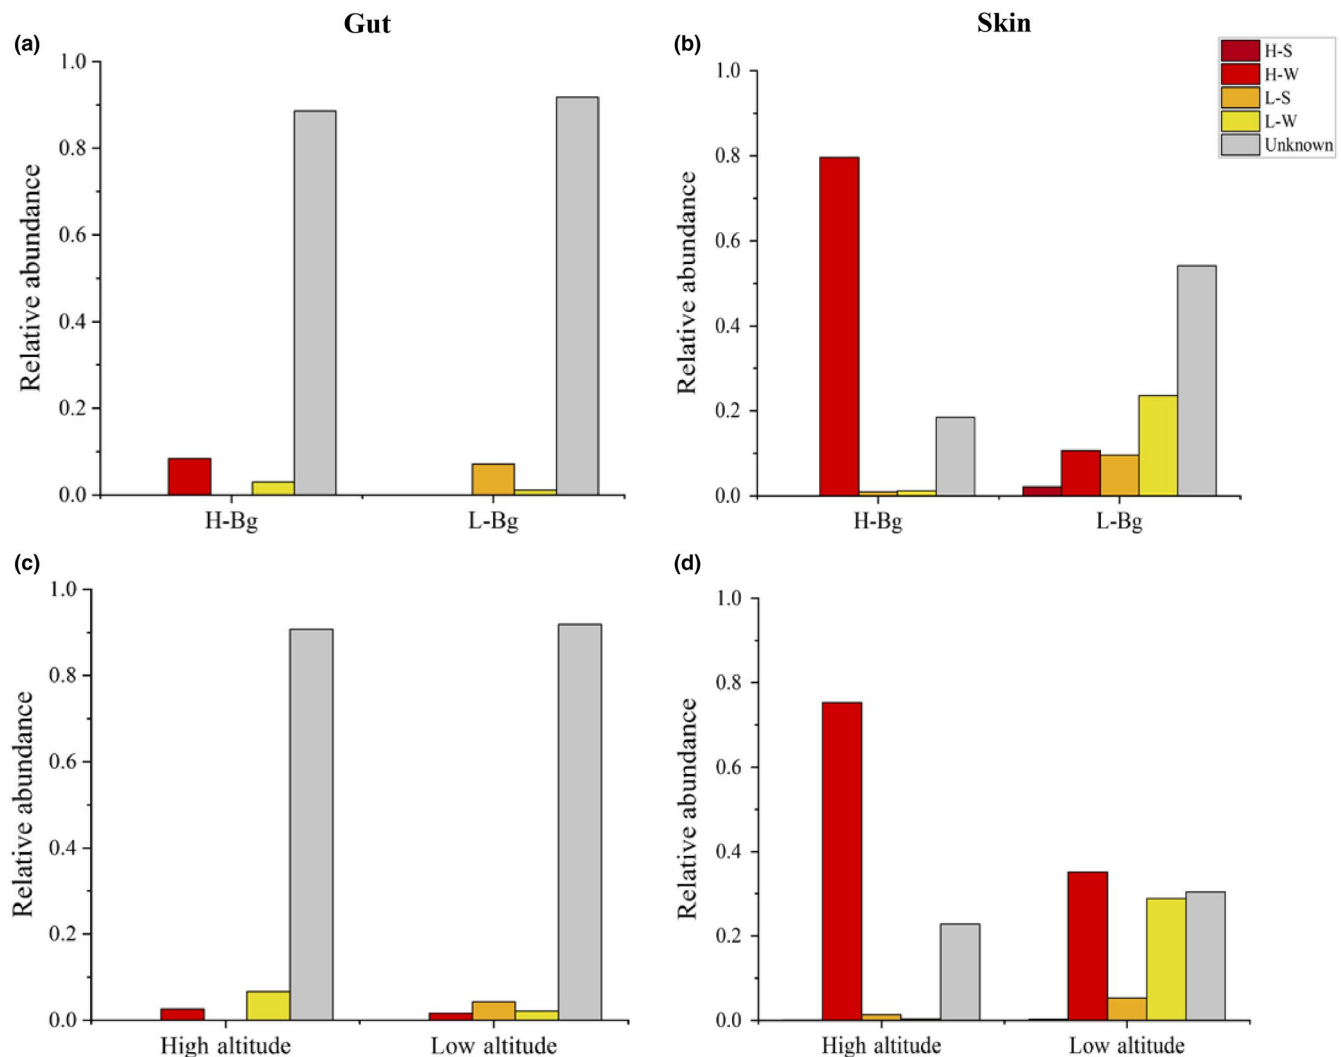 Gut
Skin
(a)
1.0
0.8
0.6
0.4
0.2
0.0
Relative abundance
H-Bg
L-Bg
(b)
1.0
0.8
0.6
0.4
0.2
0.0
Relative abundance
H-Bg
L-Bg
H-S
H-W
L-S
L-W
Unknown
(c)
1.0
0.8
0.6
0.4
0.2
0.0
Relative abundance
High altitude
Low altitude
(d)
1.0
0.8
0.6
0.4
0.2
0.0
Relative abundance
High altitude
Low altitude